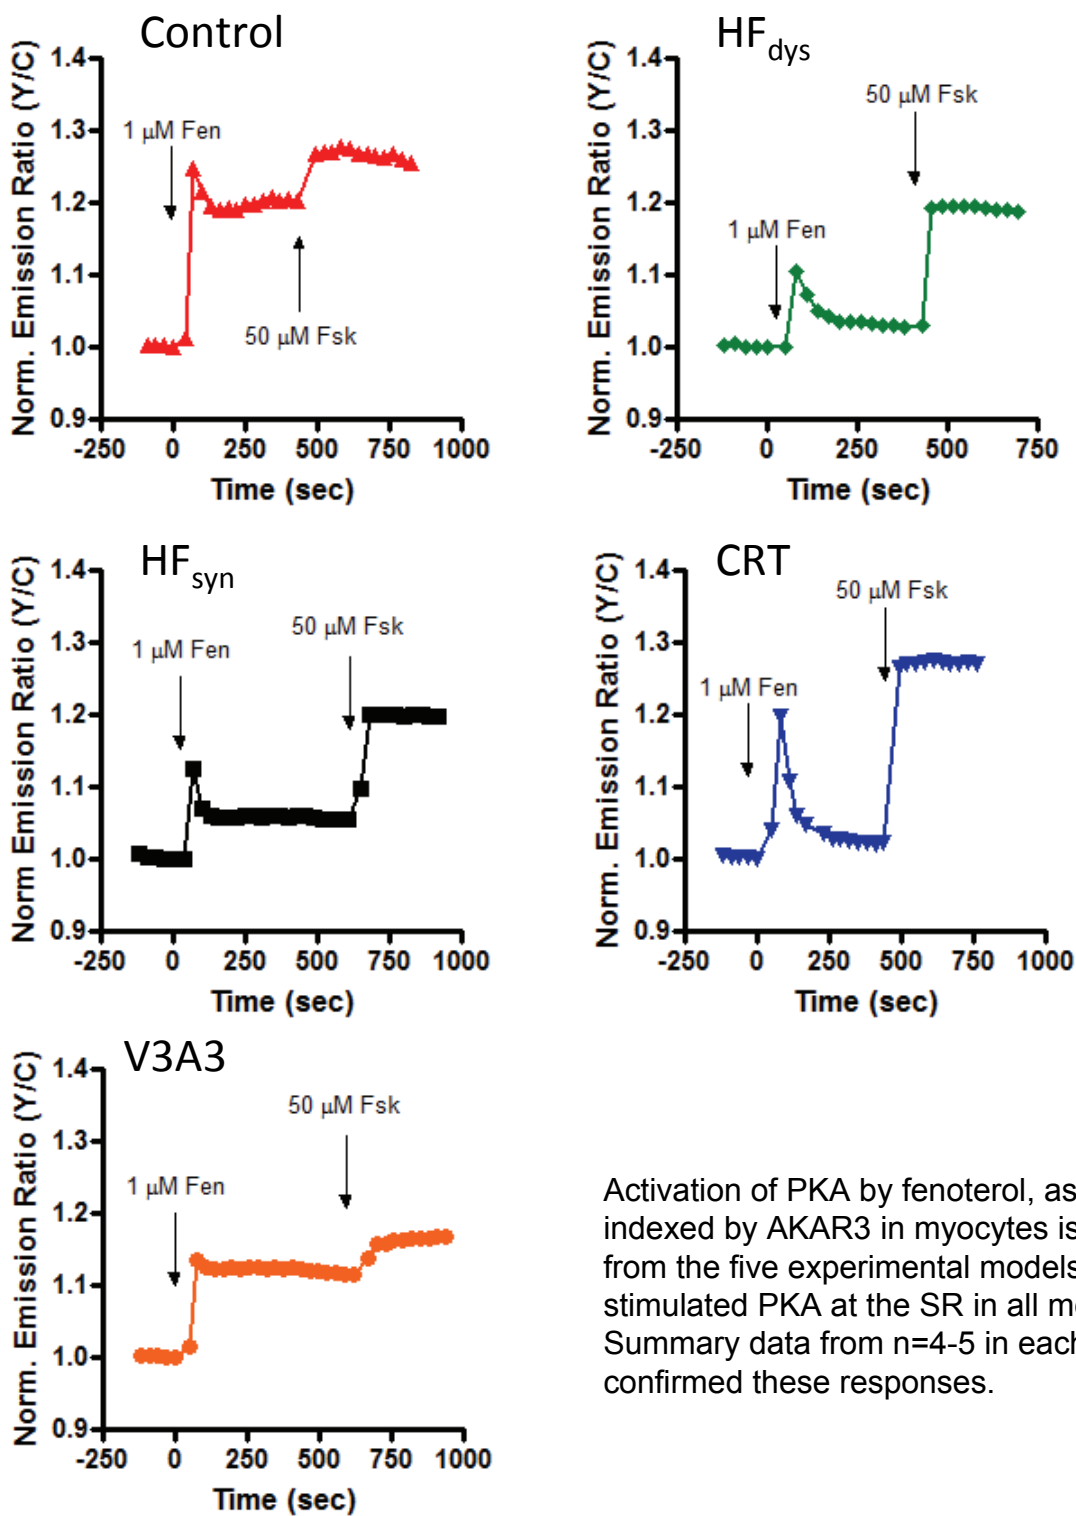 Control
Norm. Emission Ratio (Y/C)
1.4
1.3
1.2
1.1
1.0
0.9
1 μM Fen
50 μM Fsk
-250 0 250 500 750 1000
Time (sec)
HFdys
Norm. Emission Ratio (Y/C)
1.4
1.3
1.2
1.1
1.0
0.9
50 μM Fsk
1 μM Fen
-250 0 250 500 750
Time (sec)
HFsyn
Norm Emission Ratio (Y/C)
1.4
1.3
1.2
1.1
1.0
0.9
50 μM Fsk
1 μM Fen
-250 0 250 500 750 1000
Time (sec)
CRT
Norm. Emission Ratio (Y/C)
1.4
1.3
1.2
1.1
1.0
0.9
50 μM Fsk
1 μM Fen
-250 0 250 500 750 1000
Time (sec)
V3A3
Norm. Emission Ratio (Y/C)
1.4
1.3
1.2
1.1
1.0
0.9
50 μM Fsk
1 μM Fen
-250 0 250 500 750 1000
Time (sec)
Activation of PKA by fenoterol, as
indexed by AKAR3 in myocytes is
from the five experimental models
stimulated PKA at the SR in all
Summary data from n=4-5 in each
confirmed these responses.